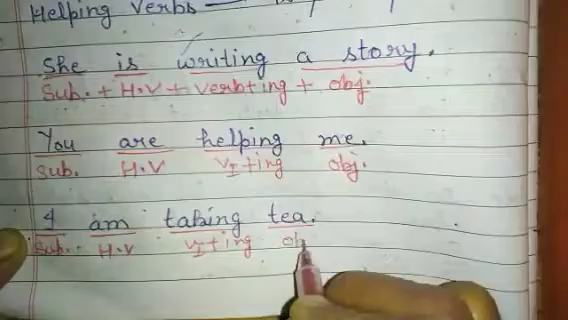 Helping Verbs —
She is writing a story.
Sub. + H.V + verb+ing + obj.
You are helping me.
Sub. H.V V1+ing obj.
I am taking tea.
Sub. H.V V1+ing ob